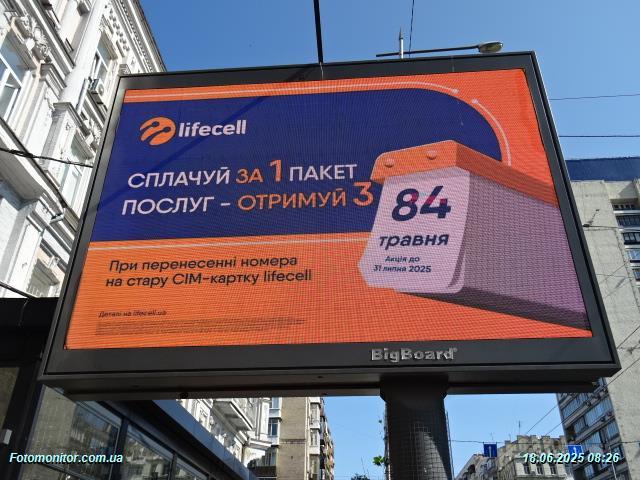 lifecell
СПЛАЧУЙ ЗА 1 ПАКЕТ
ПОСЛУГ - ОТРИМУЙ 3
84
травня
Акція до
31 липня 2025
При перенесенні номера
на стару СІМ-картку lifecell
Деталі на lifecell.ua
BigBoard
Fotomonitor.com.ua
18.06.2025 08:26